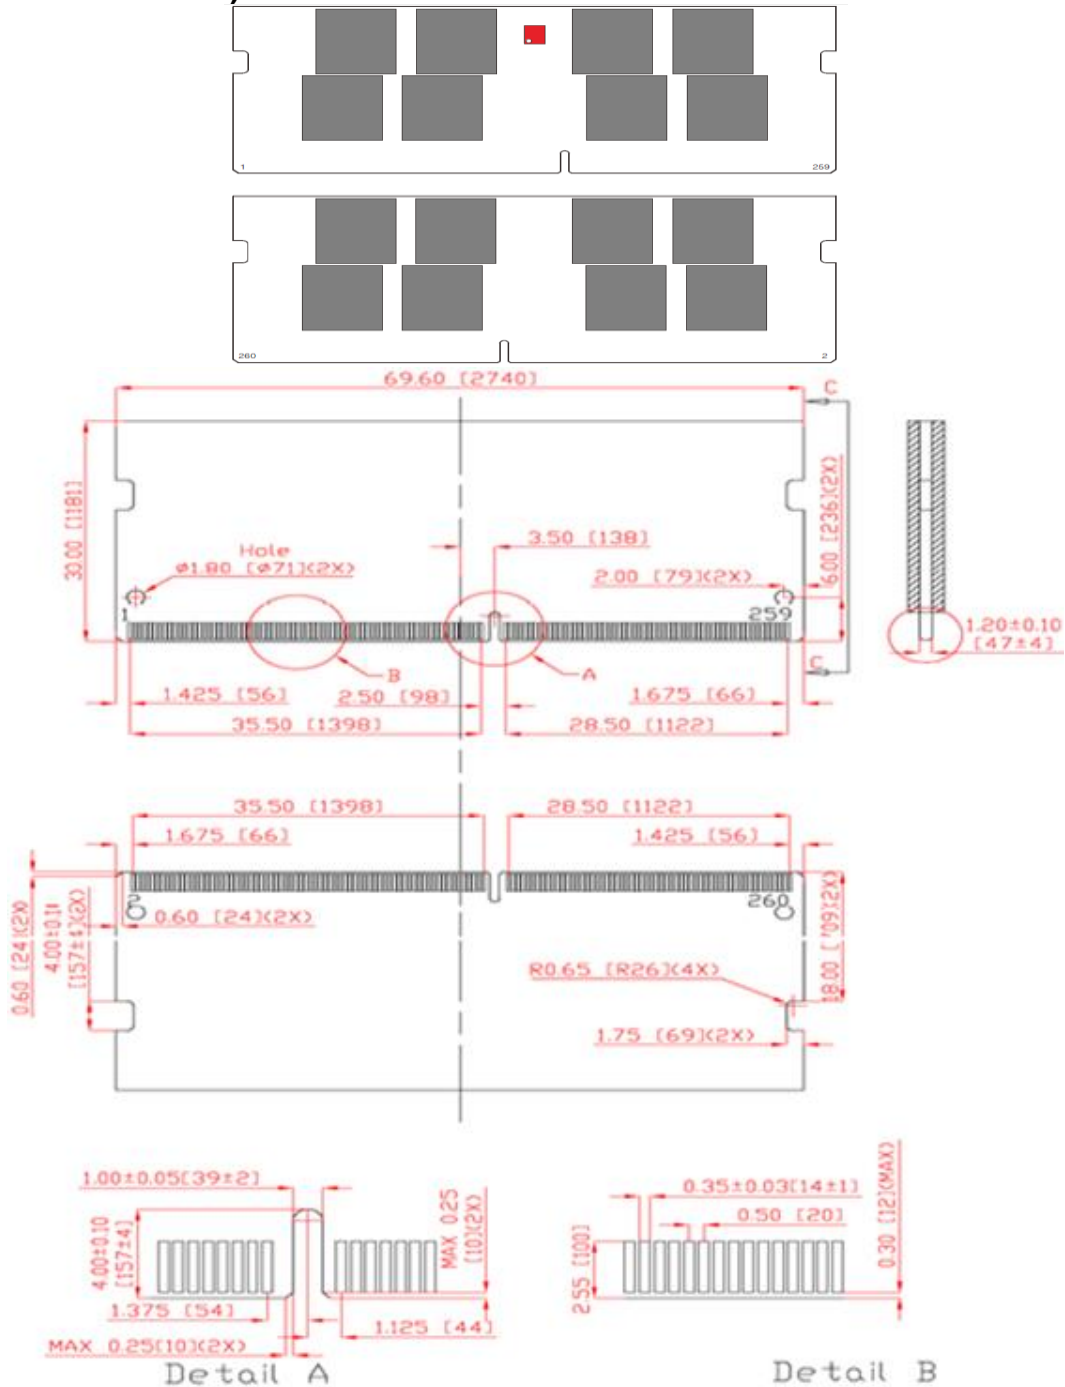 1
259
260
2
69.60 [2740]
C
30.00 [1181]
6.00 [236](2X)
3.50 [138]
Hole
Ø1.80 [Ø71](2X)
2.00 [79](2X)
1
259
1.20±0.10
[47±4]
B
A
C
1.425 [56]
2.50 [98]
1.675 [66]
35.50 [1398]
28.50 [1122]
35.50 [1398]
28.50 [1122]
1.675 [66]
1.425 [56]
2
260
0.60 [24](2X)
0.60 [24](2X)
4.00±0.10
[157±4](2X)
18.00 [709](2X)
R0.65 [R26](4X)
1.75 [69](2X)
1.00±0.05[39±2]
4.00±0.10
[157±4]
MAX 0.25
[10](2X)
1.375 [54]
1.125 [44]
MAX 0.25[10](2X)
Detail A
0.35±0.03[14±1]
0.50 [20]
0.30 [12](MAX)
2.55 [100]
Detail B